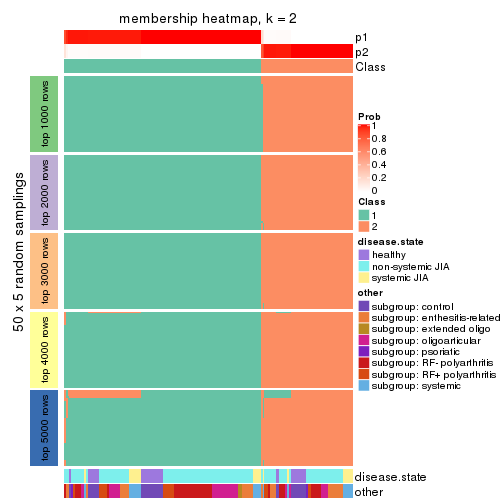 membership heatmap, k = 2
p1
p2
Class
50 x 5 random samplings
top 1000 rows
top 2000 rows
top 3000 rows
top 4000 rows
top 5000 rows
Prob
1
0.8
0.6
0.4
0.2
0
Class
1
2
disease.state
healthy
non-systemic JIA
systemic JIA
other
subgroup: control
subgroup: enthesitis-related
subgroup: extended oligo
subgroup: oligoarticular
subgroup: psoriatic
subgroup: RF- polyarthritis
subgroup: RF+ polyarthritis
subgroup: systemic
disease.state
other